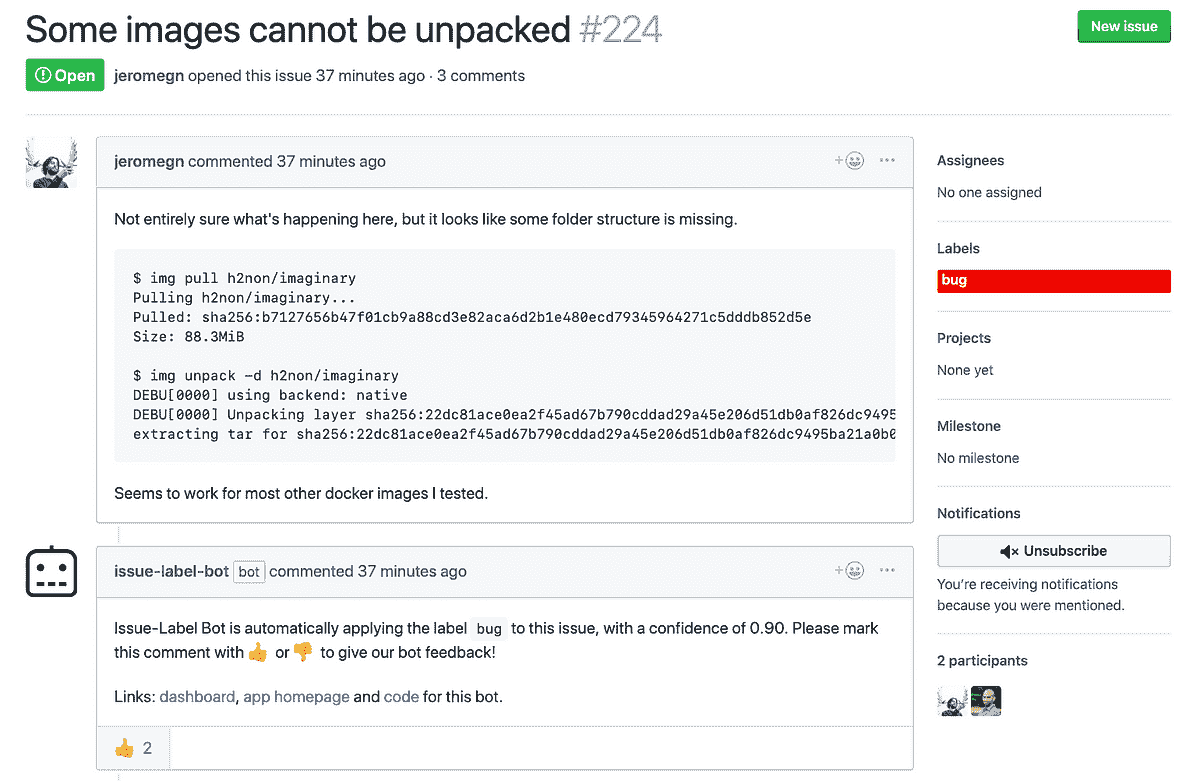 Some images cannot be unpacked #224
New issue
Open jeromegn opened this issue 37 minutes ago · 3 comments
jeromegn commented 37 minutes ago
Not entirely sure what's happening here, but it looks like some folder structure is missing.
$ img pull h2non/imaginary
Pulling h2non/imaginary...
Pulled: sha256:b7127656b47f01cb9a88cd3e82aca6d2b1e480ecd79345964271c5dddb852d5e
Size: 88.3MiB
$ img unpack -d h2non/imaginary
DEBU[0000] using backend: native
DEBU[0000] Unpacking layer sha256:22dc81ace0ea2f45ad67b790cddad29a45e206d51db0af826dc9495
extracting tar for sha256:22dc81ace0ea2f45ad67b790cddad29a45e206d51db0af826dc9495ba21a0b0
Seems to work for most other docker images I tested.
issue-label-bot bot commented 37 minutes ago
Issue-Label Bot is automatically applying the label bug to this issue, with a confidence of 0.90. Please mark
this comment with 👍 or 👎 to give our bot feedback!
Links: dashboard, app homepage and code for this bot.
👍 2
Assignees
No one assigned
Labels
bug
Projects
None yet
Milestone
No milestone
Notifications
Unsubscribe
You're receiving notifications
because you were mentioned.
2 participants